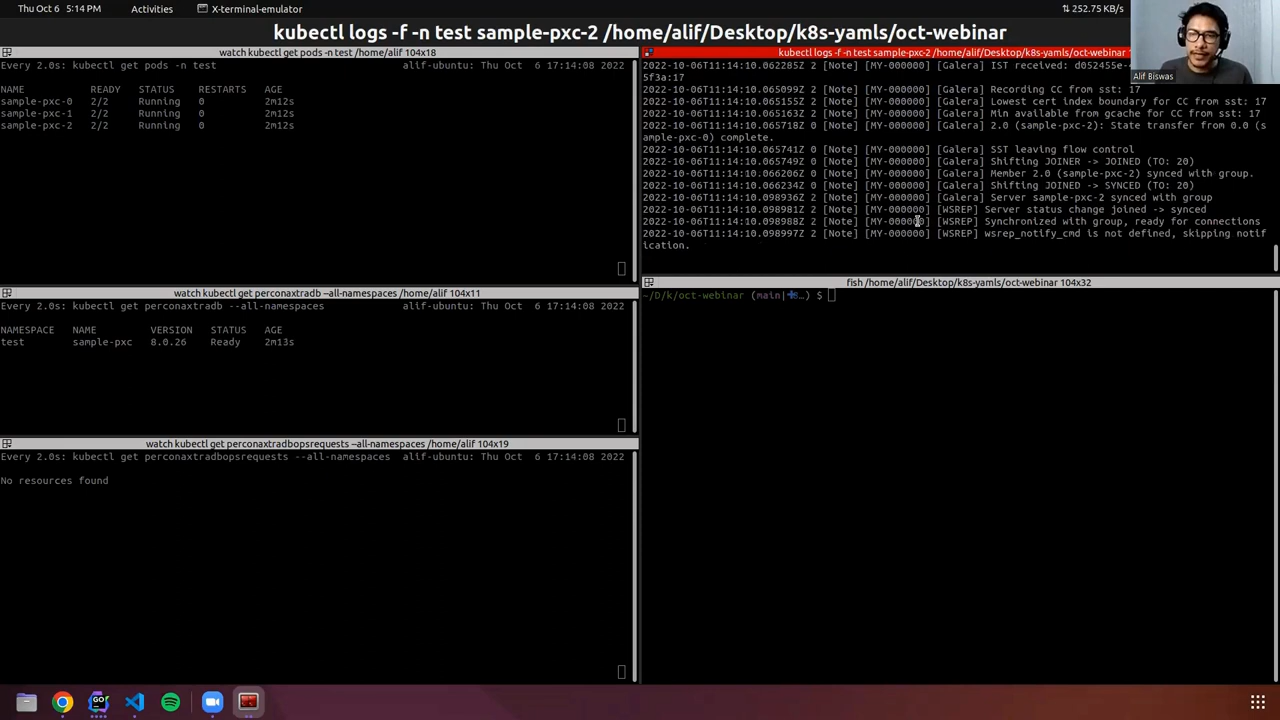 Thu Oct 6 5:14 PM Activities X-terminal-emulator 252.75 KB/s
kubectl logs -f -n test sample-pxc-2 /home/alif/Desktop/k8s-yamls/oct-webinar
watch kubectl get pods -n test /home/alif 104x18
Every 2.0s: kubectl get pods -n test alif-ubuntu: Thu Oct 6 17:14:08 2022
NAME READY STATUS RESTARTS AGE
sample-pxc-0 2/2 Running 0 2m12s
sample-pxc-1 2/2 Running 0 2m12s
sample-pxc-2 2/2 Running 0 2m12s
watch kubectl get perconaxtradb --all-namespaces /home/alif 104x11
Every 2.0s: kubectl get perconaxtradb --all-namespaces alif-ubuntu: Thu Oct 6 17:14:08 2022
NAMESPACE NAME VERSION STATUS AGE
test sample-pxc 8.0.26 Ready 2m13s
watch kubectl get perconaxtradbopsrequests --all-namespaces /home/alif 104x19
Every 2.0s: kubectl get perconaxtradbopsrequests --all-namespaces alif-ubuntu: Thu Oct 6 17:14:08 2022
No resources found
kubectl logs -f -n test sample-pxc-2 /home/alif/Desktop/k8s-yamls/oct-webinar
2022-10-06T11:14:10.062285Z 2 [Note] [MY-000000] [Galera] IST received:
5f3a:17
2022-10-06T11:14:10.065099Z 2 [Note] [MY-000000] [Galera] Recording CC from sst: 17
2022-10-06T11:14:10.065155Z 2 [Note] [MY-000000] [Galera] Lowest cert index boundary for CC from sst: 17
2022-10-06T11:14:10.065163Z 2 [Note] [MY-000000] [Galera] Min available from gcache for CC from sst: 17
2022-10-06T11:14:10.065718Z 0 [Note] [MY-000000] [Galera] 2.0 (sample-pxc-2): State transfer from 0.0 (s
ample-pxc-0) complete.
2022-10-06T11:14:10.065741Z 0 [Note] [MY-000000] [Galera] SST leaving flow control
2022-10-06T11:14:10.065749Z 0 [Note] [MY-000000] [Galera] Shifting JOINER -> JOINED (TO: 20)
2022-10-06T11:14:10.066206Z 0 [Note] [MY-000000] [Galera] Member 2.0 (sample-pxc-2) synced with group.
2022-10-06T11:14:10.066234Z 0 [Note] [MY-000000] [Galera] Shifting JOINED -> SYNCED (TO: 20)
2022-10-06T11:14:10.098936Z 2 [Note] [MY-000000] [Galera] Server sample-pxc-2 synced with group
2022-10-06T11:14:10.098981Z 2 [Note] [MY-000000] [WSREP] Server status change joined -> synced
2022-10-06T11:14:10.098988Z 2 [Note] [MY-000000] [WSREP] Synchronized with group, ready for connections
2022-10-06T11:14:10.098997Z 2 [Note] [MY-000000] [WSREP] wsrep_notify_cmd is not defined, skipping notif
ication.
fish /home/alif/Desktop/k8s-yamls/oct-webinar 104x32
~/D/k/oct-webinar (main|) $
Alif Biswas
GO